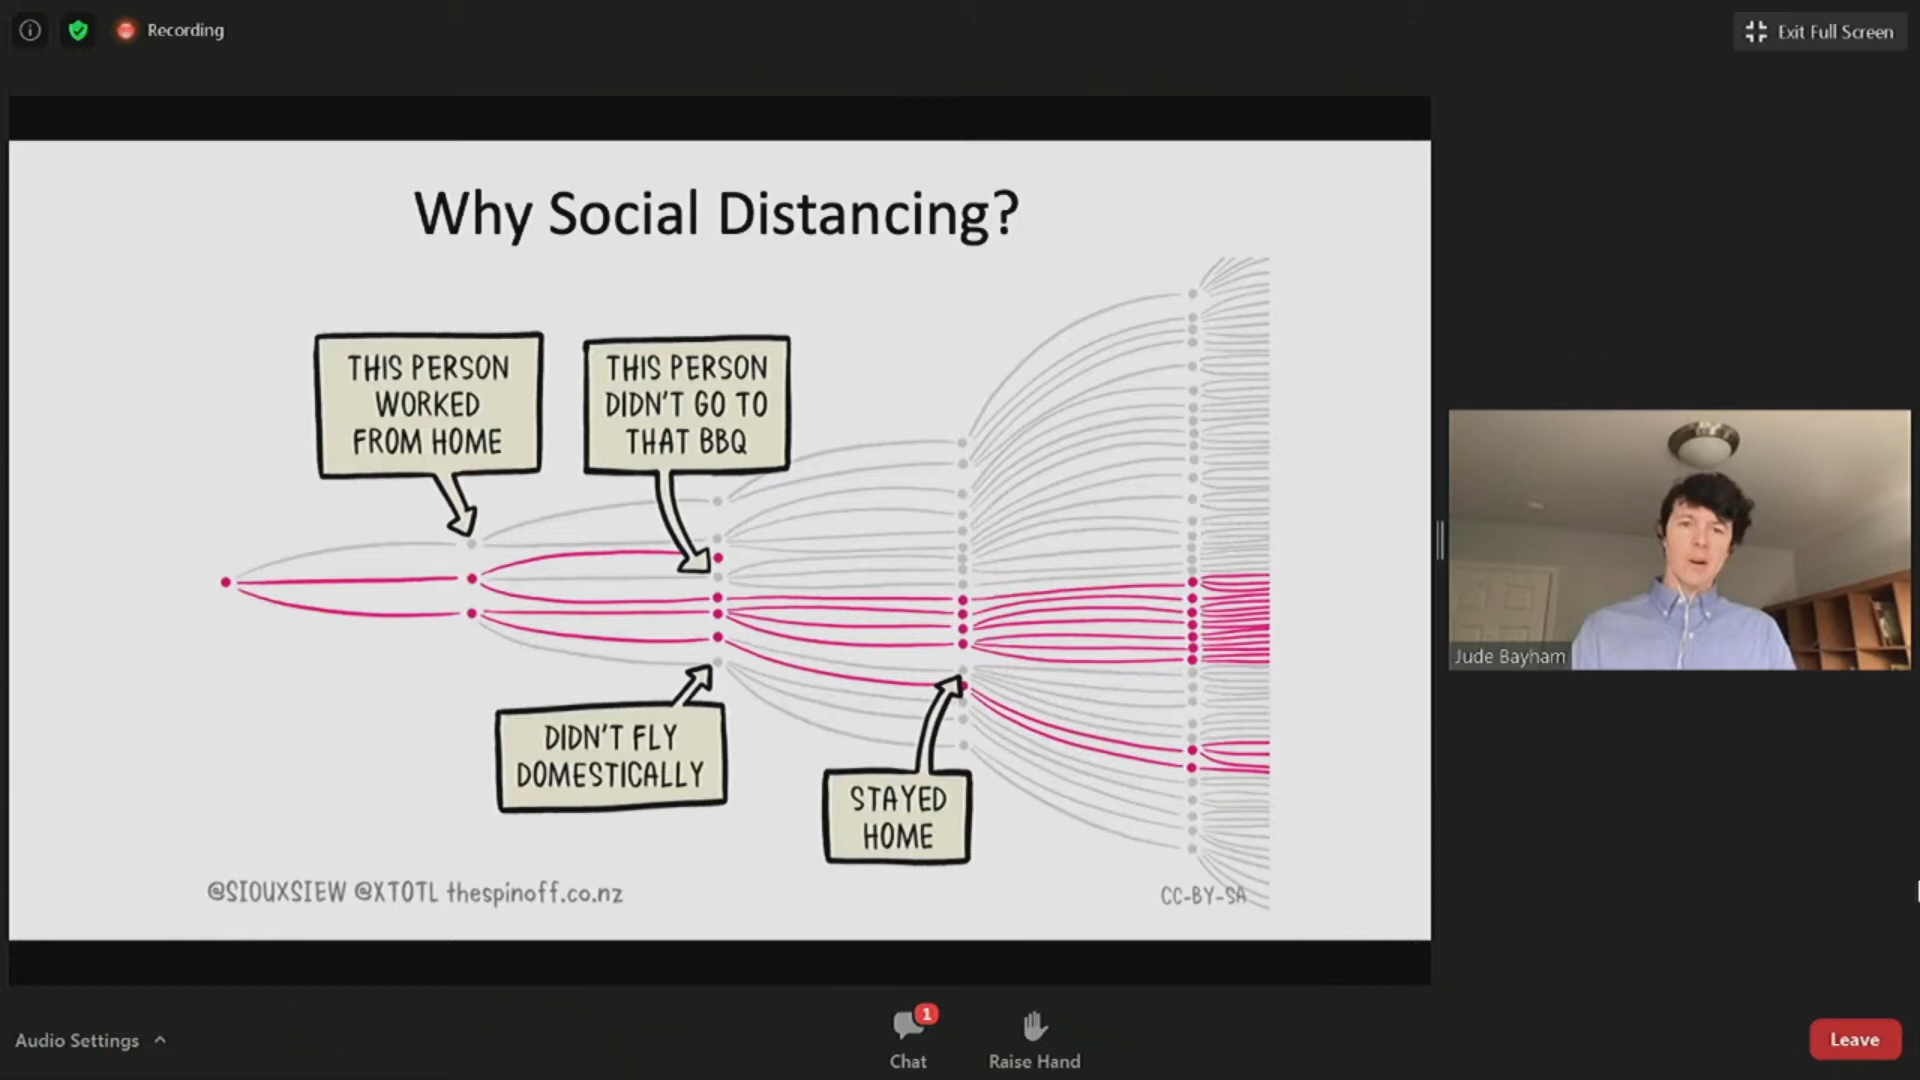 Recording
Exit Full Screen
Why Social Distancing?
THIS PERSON
WORKED
FROM HOME
THIS PERSON
DIDN'T GO TO
THAT BBQ
DIDN'T FLY
DOMESTICALLY
STAYED
HOME
@SIOUXSIEW @XTOTL thespinoff.co.nz
CC-BY-SA
Jude Bayham
Audio Settings
1
Chat
Raise Hand
Leave